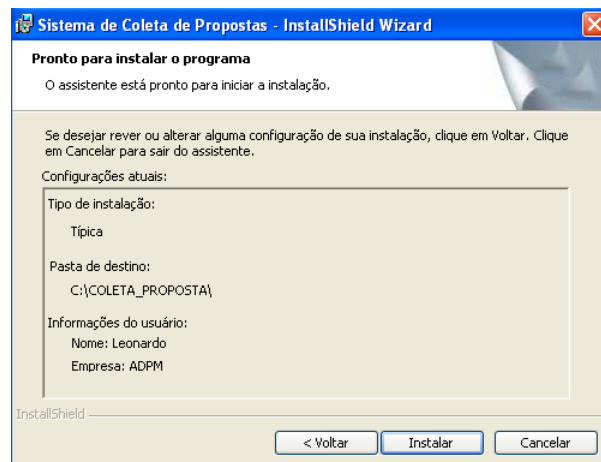 Sistema de Coleta de Propostas - InstallShield Wizard
Pronto para instalar o programa
O assistente está pronto para iniciar a instalação.
Se desejar rever ou alterar alguma configuração de sua instalação, clique em Voltar. Clique
em Cancelar para sair do assistente.
Configurações atuais:
Tipo de instalação:
Típica
Pasta de destino:
C:\COLETA_PROPOSTA\
Informações do usuário:
Nome: Leonardo
Empresa: ADPM
InstallShield
< Voltar Instalar Cancelar